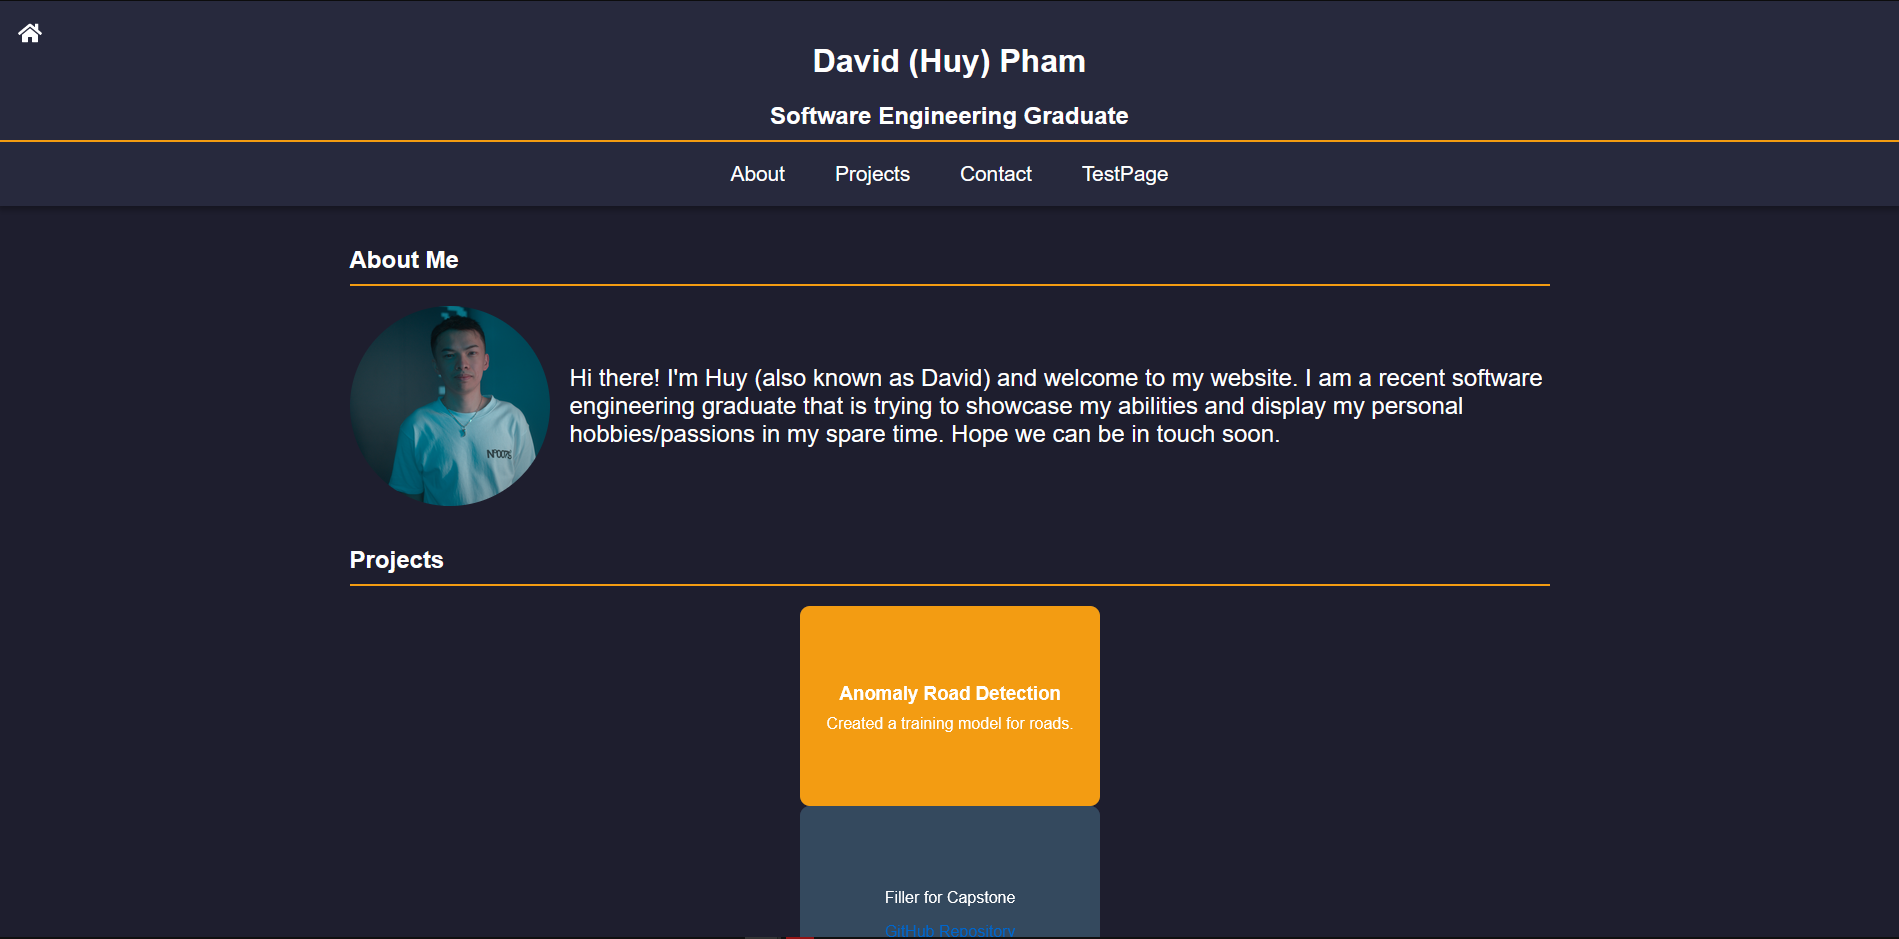 David (Huy) Pham
Software Engineering Graduate
About Projects Contact TestPage
About Me
Hi there! I'm Huy (also known as David) and welcome to my website. I am a recent software
engineering graduate that is trying to showcase my abilities and display my personal
hobbies/passions in my spare time. Hope we can be in touch soon.
Projects
Anomaly Road Detection
Created a training model for roads.
Filler for Capstone
GitHub Repository